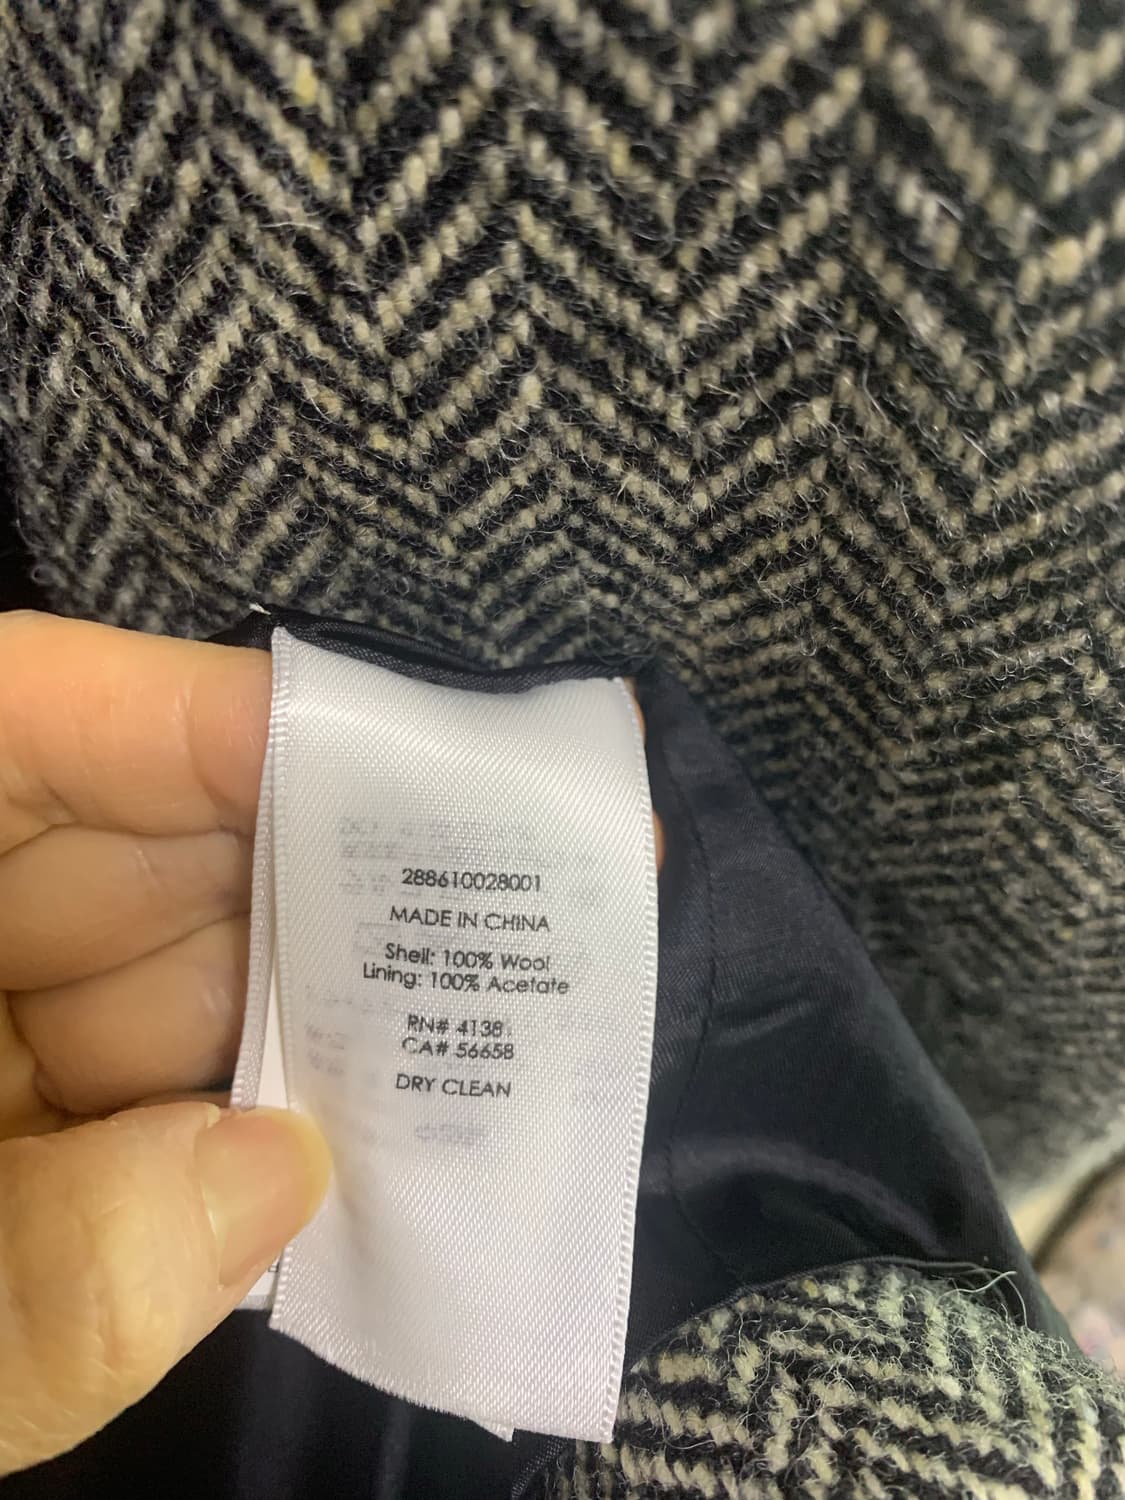 288610028001
MADE IN CHINA
Shell: 100% Wool
Lining: 100% Acetate
RN# 4138
CA# 56658
DRY CLEAN